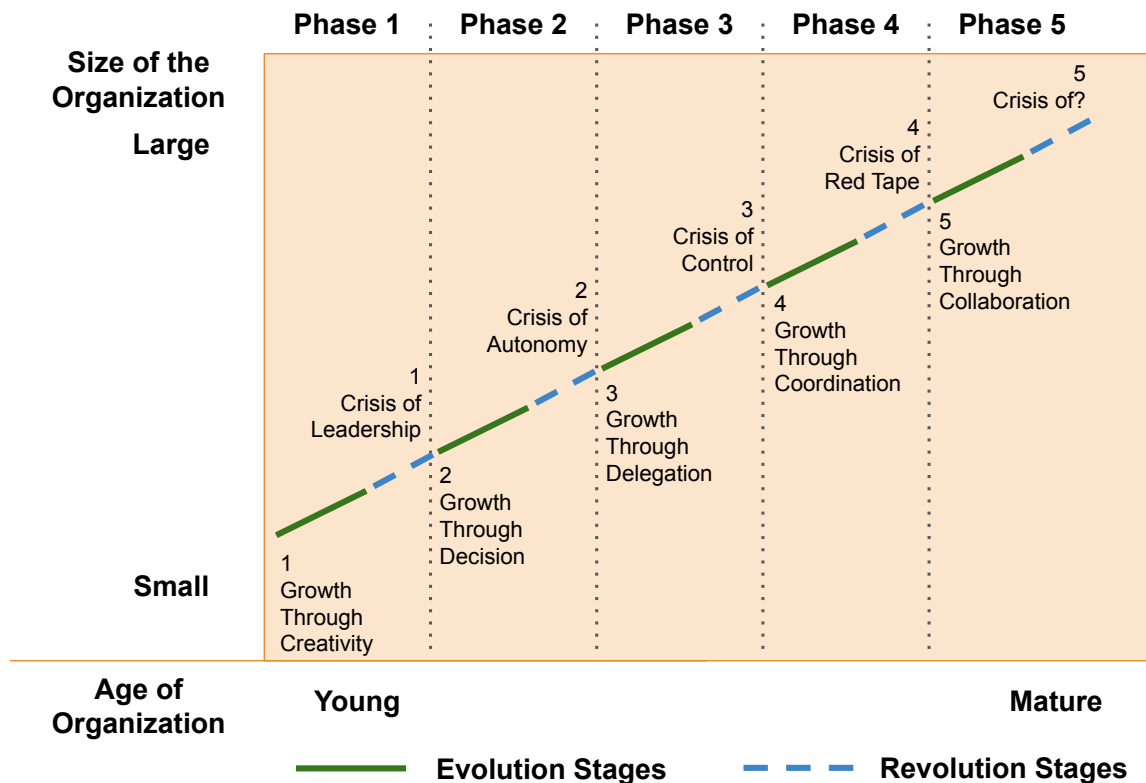 Phase 1
Phase 2
Phase 3
Phase 4
Phase 5
Size of the
Organization
Large
Small
5
Crisis of?
4
Crisis of
Red Tape
3
Crisis of
Control
2
Crisis of
Autonomy
1
Crisis of
Leadership
1
Growth
Through
Creativity
2
Growth
Through
Decision
3
Growth
Through
Delegation
4
Growth
Through
Coordination
5
Growth
Through
Collaboration
Age of
Organization
Young
Mature
Evolution Stages
Revolution Stages